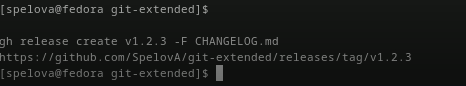 [spelova@fedora git-extended]$
gh release create v1.2.3 -F CHANGELOG.md
https://github.com/SpelovA/git-extended/releases/tag/v1.2.3
[spelova@fedora git-extended]$